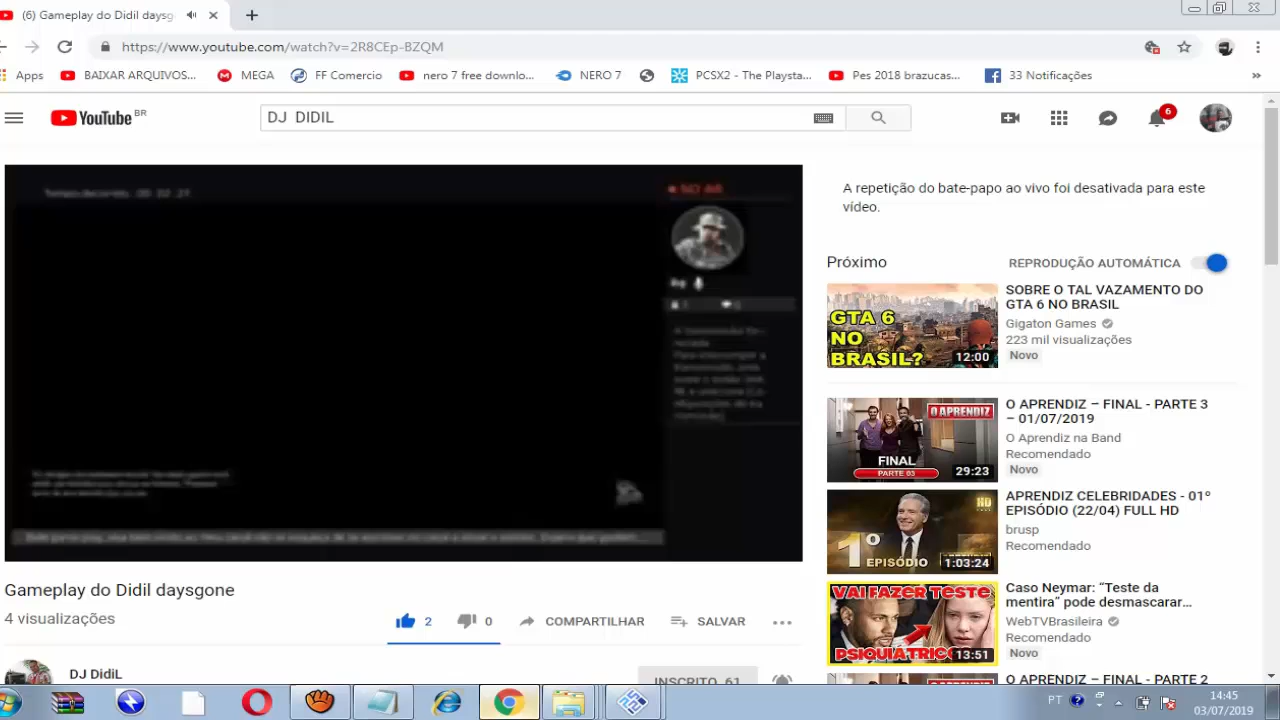 (6) Gameplay do Didil daysg
https://www.youtube.com/watch?v=2R8CEp-BZQM
Apps
BAIXAR ARQUIVOS...
MEGA
FF Comercio
nero 7 free downlo...
NERO 7
PCSX2 - The Playsta...
Pes 2018 brazucas...
33 Notificações
»
YouTube BR
DJ DIDIL
6
A repetição do bate-papo ao vivo foi desativada para este
vídeo.
Próximo
REPRODUÇÃO AUTOMÁTICA
GTA 6
NO
BRASIL?
12:00
SOBRE O TAL VAZAMENTO DO
GTA 6 NO BRASIL
Gigaton Games
223 mil visualizações
Novo
O APRENDIZ
FINAL
PARTE 03
29:23
O APRENDIZ – FINAL - PARTE 3
– 01/07/2019
O Aprendiz na Band
Recomendado
Novo
HD
1º
EPISÓDIO
1:03:24
APRENDIZ CELEBRIDADES - 01º
EPISÓDIO (22/04) FULL HD
brusp
Recomendado
VAI FAZER TESTE
PSIQUIÁTRICO
13:51
Caso Neymar: “Teste da
mentira” pode desmascarar...
WebTVBrasileira
Recomendado
Novo
O APRENDIZ – FINAL - PARTE 2
Gameplay do Didil daysgone
4 visualizações
2
0
COMPARTILHAR
SALVAR
DJ DidiL
INSCRITO 61
PT
14:45
03/07/2019